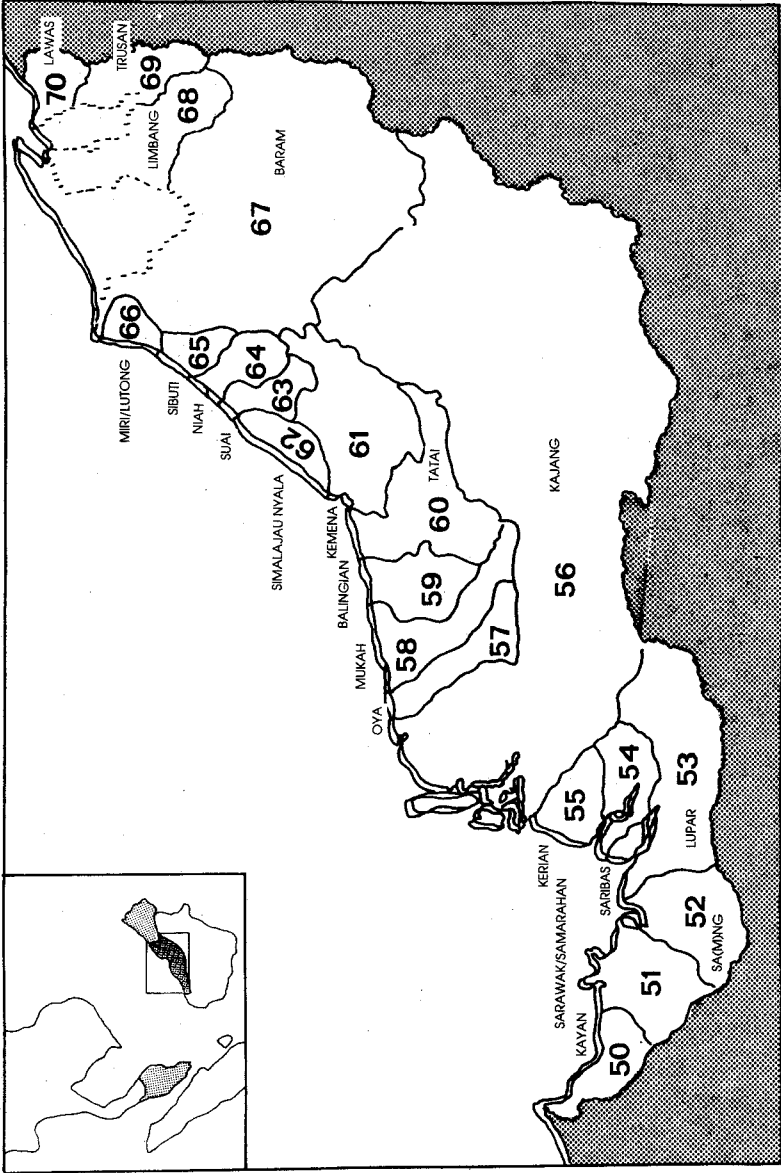 LAWAS
70
TRUSAN
69
68
LIMBANG
BARAM
67
66
MIRI/LUTONG
65
SIBUTI
64
NIAH
63
SUAI
62
SIMALAJAU NYALA
61
KEMENA
TATAI
60
BALINGIAN
59
KAJANG
56
MUKAH
58
57
OYA
55
54
53
KERIAN
SARIBAS
LUPAR
SARAWAK/SAMARAHAN
52
SA(M)NG
51
KAYAN
50